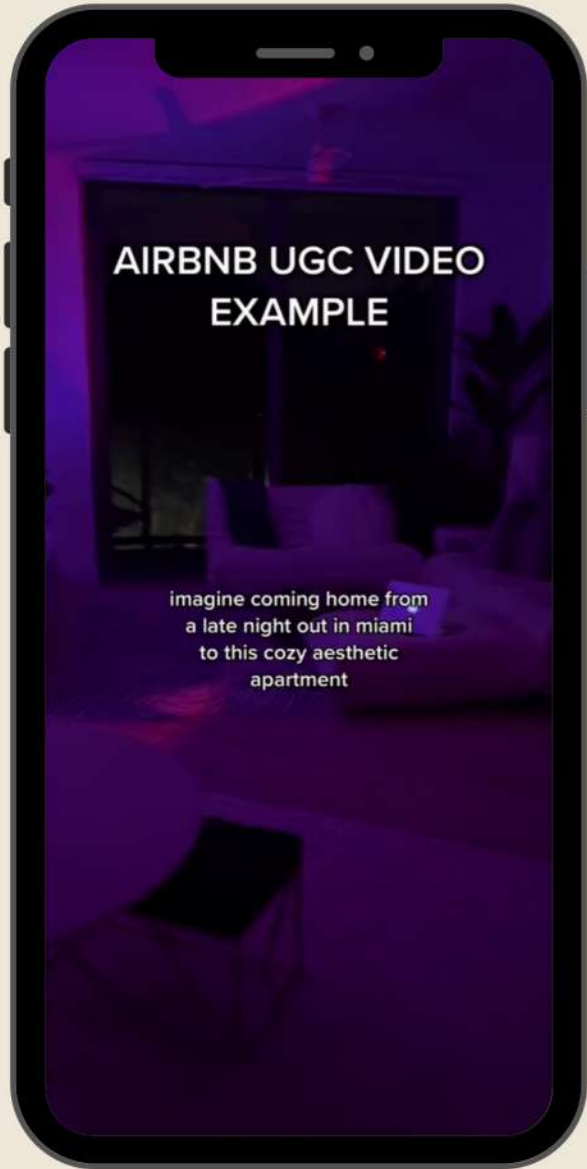 AIRBNB UGC VIDEO
EXAMPLE
imagine coming home from
a late night out in miami
to this cozy aesthetic
apartment